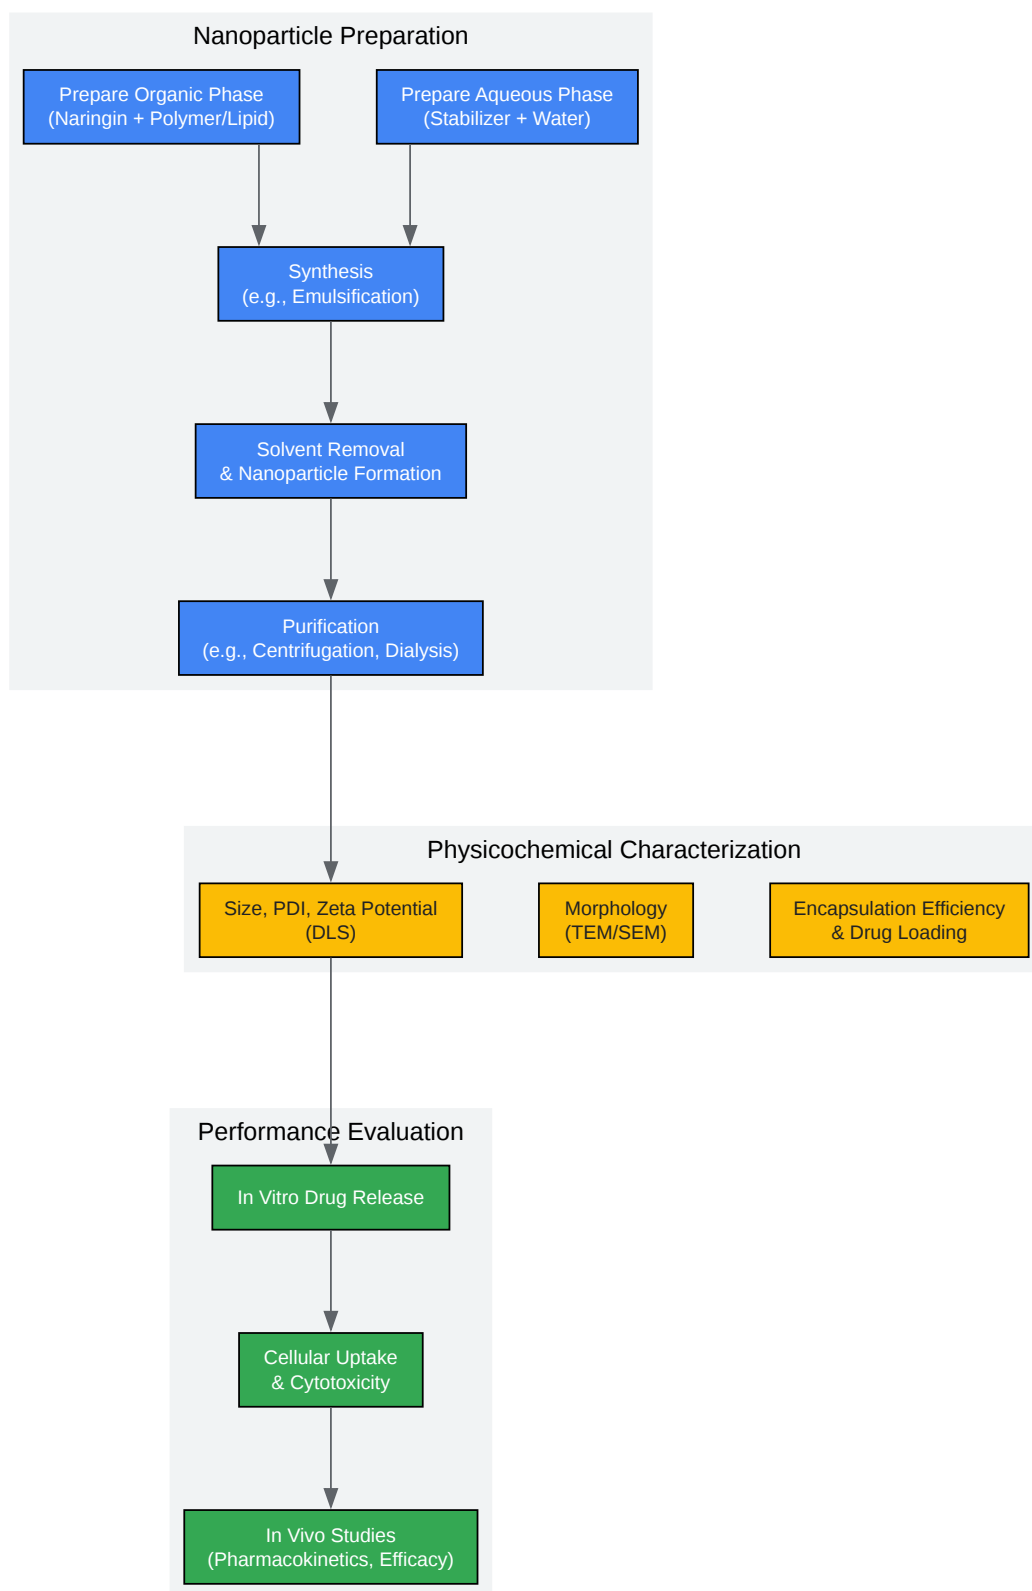 Nanoparticle Preparation
Prepare Organic Phase
(Naringin + Polymer/Lipid)
Prepare Aqueous Phase
(Stabilizer + Water)
Synthesis
(e.g., Emulsification)
Solvent Removal
& Nanoparticle Formation
Purification
(e.g., Centrifugation, Dialysis)
Physicochemical Characterization
Size, PDI, Zeta Potential
(DLS)
Morphology
(TEM/SEM)
Encapsulation Efficiency
& Drug Loading
Performance Evaluation
In Vitro Drug Release
Cellular Uptake
& Cytotoxicity
In Vivo Studies
(Pharmacokinetics, Efficacy)